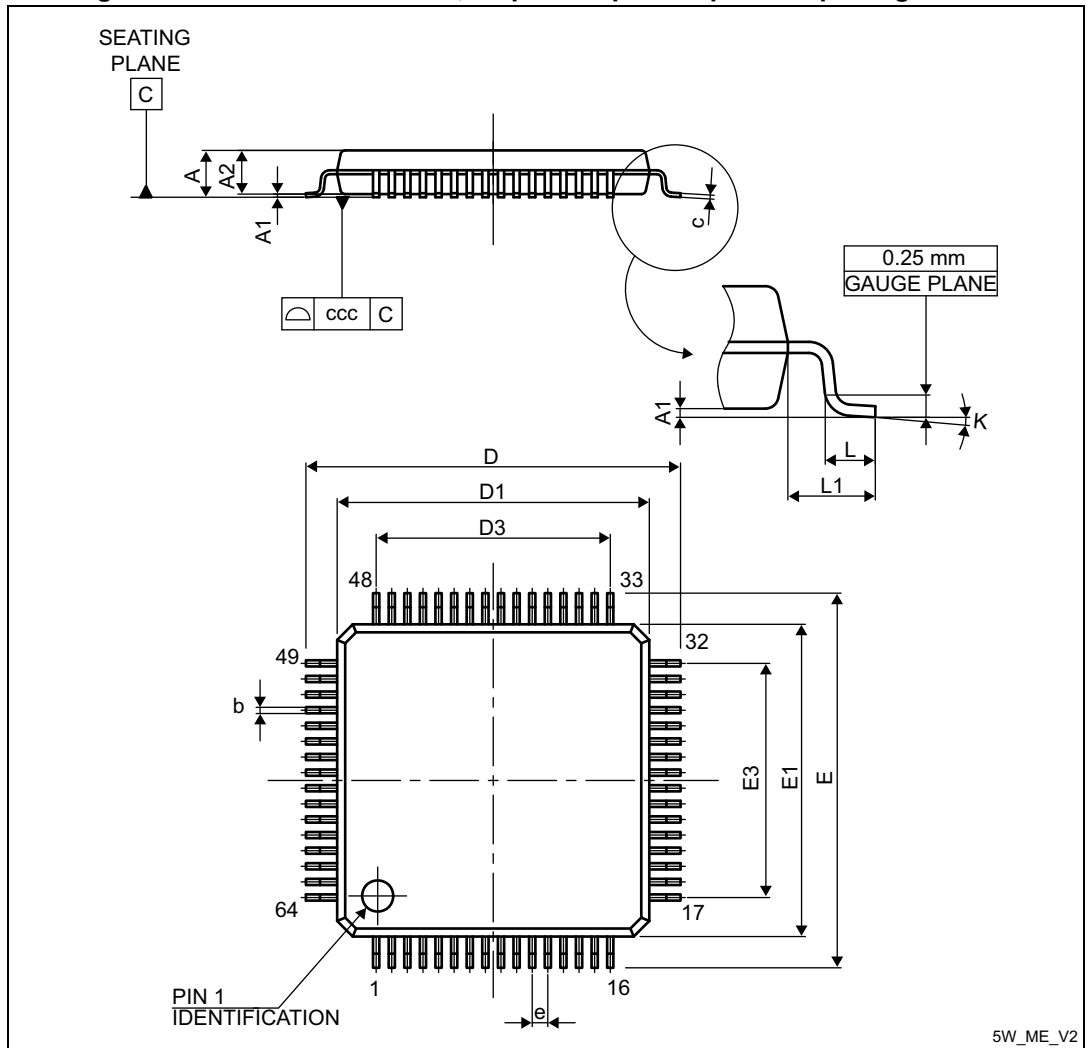 SEATING
PLANE
C
A
A2
A1
c
ccc C
0.25 mm
GAUGE PLANE
A1
K
L
L1
D
D1
D3
48
33
49
32
b
E3
E1
E
64
17
1
16
e
PIN 1
IDENTIFICATION
5W_ME_V2